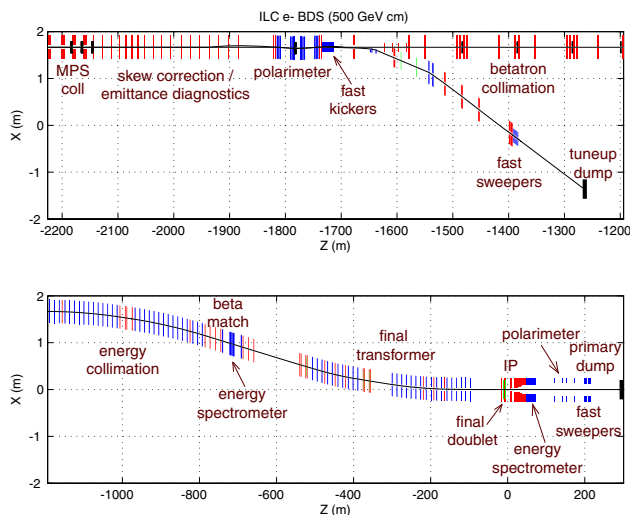 ILC e- BDS (500 GeV cm)
2
1
0
-1
-2
X (m)
MPS
coll
skew correction /
emittance diagnostics
polarimeter
fast
kickers
betatron
collimation
fast
sweepers
tuneup
dump
-2200 -2100 -2000 -1900 -1800 -1700 -1600 -1500 -1400 -1300 -1200
Z (m)
2
1
0
1
-2
X (m)
energy
collimation
beta
match
energy
spectrometer
final
transformer
IP
final
doublet
polarimeter
energy
spectrometer
primary
dump
fast
sweepers
-1000 -800 -600 -400 -200 0 200
Z (m)